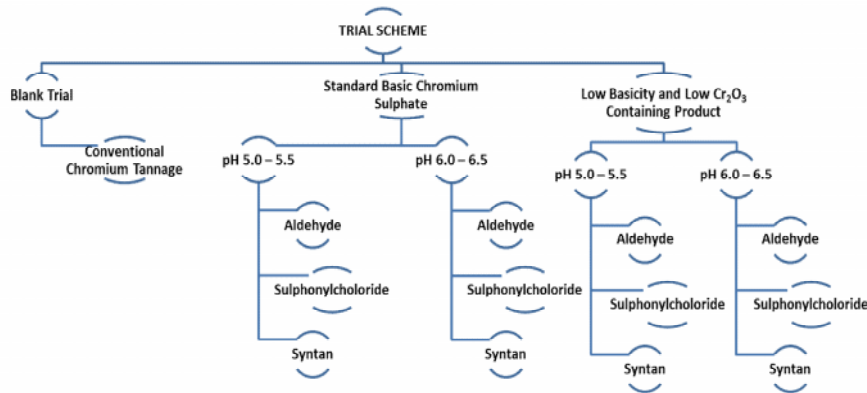 TRIAL SCHEME
Blank Trial
Standard Basic Chromium
Sulphate
Low Basicity and Low Cr₂O₃
Containing Product
Conventional
Chromium Tannage
pH 5.0 – 5.5
pH 6.0 – 6.5
pH 5.0 – 5.5
pH 6.0 – 6.5
Aldehyde
Aldehyde
Aldehyde
Aldehyde
Sulphonylcholoride
Sulphonylcholoride
Sulphonylcholoride
Sulphonylcholoride
Syntan
Syntan
Syntan
Syntan